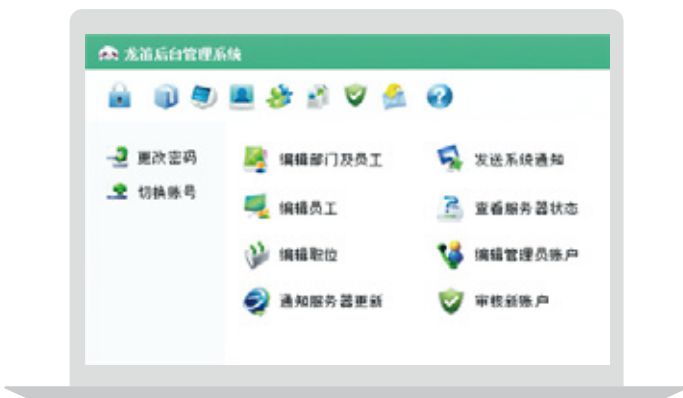 龙笛后台管理系统
更改密码
切换账号
编辑部门及员工
发送系统通知
编辑员工
查看服务器状态
编辑职位
编辑管理员账户
通知服务器更新
审核新账户